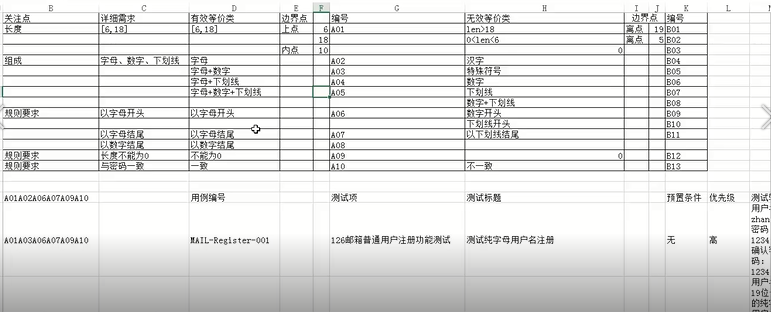 B C D E F G H I J K L
关注点 详细需求 有效等价类 边界点 编号 无效等价类 边界点 编号
长度 [6,18] [6,18] 上点 6 A01 len>18 离点 19 B01
18 0<len<6 离点 5 B02
内点 10 0 B03
组成 字母、数字、下划线 字母 A02 汉字 B04
字母+数字 A03 特殊符号 B05
字母+下划线 A04 数字 B06
字母+数字+下划线 A05 下划线 B07
数字+下划线 B08
规则要求 以字母开头 以字母开头 A06 数字开头 B09
下划线开头 B10
以字母结尾 以字母结尾 A07 以下划线结尾 B11
以数字结尾 以数字结尾 A08
规则要求 长度不能为0 不能为0 A09 0 B12
规则要求 与密码一致 一致 A10 不一致 B13
A01A02A06A07A09A10 用例编号 测试项 测试标题 预置条件 优先级
用户
zhan
密码
1234
A01A03A06A07A09A10 MAIL-Register-001 126邮箱普通用户注册功能测试 测试纯字母用户名注册 无 高
确认
码：
1234
用户
19位
的纯